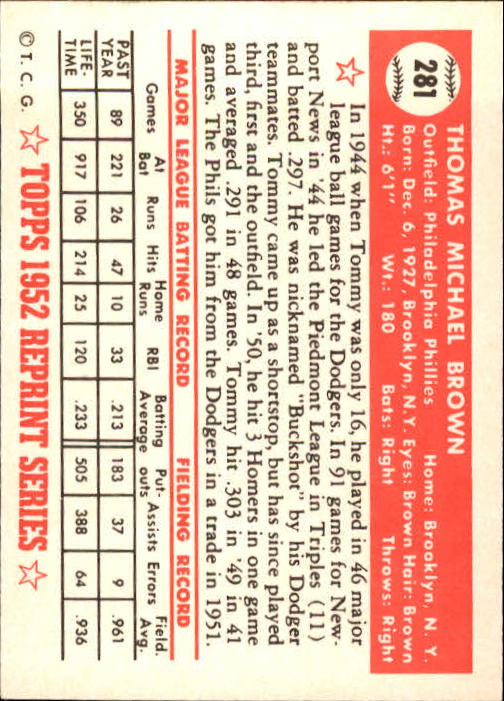 281
THOMAS MICHAEL BROWN
Outfield: Philadelphia Phillies Home: Brooklyn, N. Y.
Born: Dec. 6, 1927, Brooklyn, N.Y. Eyes: Brown Hair: Brown
Ht.: 6'1" Wt.: 180 Bats: Right Throws: Right
In 1944 when Tommy was only 16, he played in 46 major
league ball games for the Dodgers. In 91 games for New-
port News in '44 he led the Piedmont League in Triples (11)
and batted .297. He was nicknamed "Buckshot" by his Dodger
teammates. Tommy came up as a shortstop, but has since played
third, first and the outfield. In '50, he hit 3 Homers in one game
and averaged .291 in 48 games. Tommy hit .303 in '49 in 41
games. The Phils got him from the Dodgers in a trade in 1951.
MAJOR LEAGUE BATTING RECORD FIELDING RECORD
Games At Bat Runs Hits Home Runs RBI Batting Average Put-outs Assists Errors Field. Avg.
PAST YEAR 89 221 26 47 10 33 .213 183 37 9 .961
LIFE-TIME 350 917 106 214 25 120 .233 505 388 64 .936
© T. C. G. TOPPS 1952 REPRINT SERIES